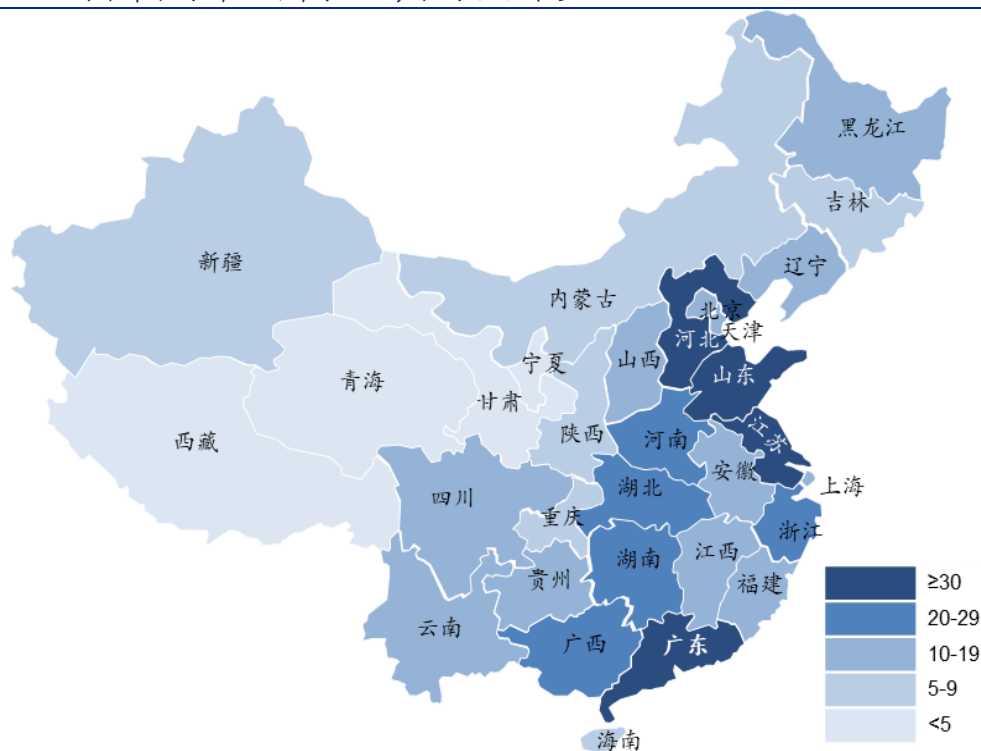 黑龙江
吉林
辽宁
新疆
内蒙古
北京
天津
河北
山西
山东
宁夏
青海
甘肃
西藏
陕西
河南
江苏
安徽
上海
四川
湖北
重庆
浙江
湖南
江西
贵州
福建
云南
广西
广东
海南
≥30
20-29
10-19
5-9
<5